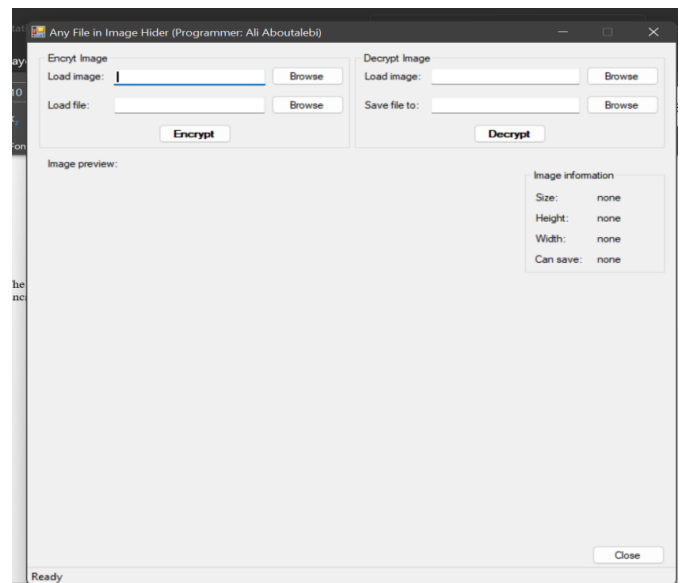 Any File in Image Hider (Programmer: Ali Aboutalebi)
Encryt Image
Load image: Browse
Load file: Browse
Encrypt
Decrypt Image
Load image: Browse
Save file to: Browse
Decrypt
Image preview:
Image information
Size: none
Height: none
Width: none
Can save: none
Close
Ready